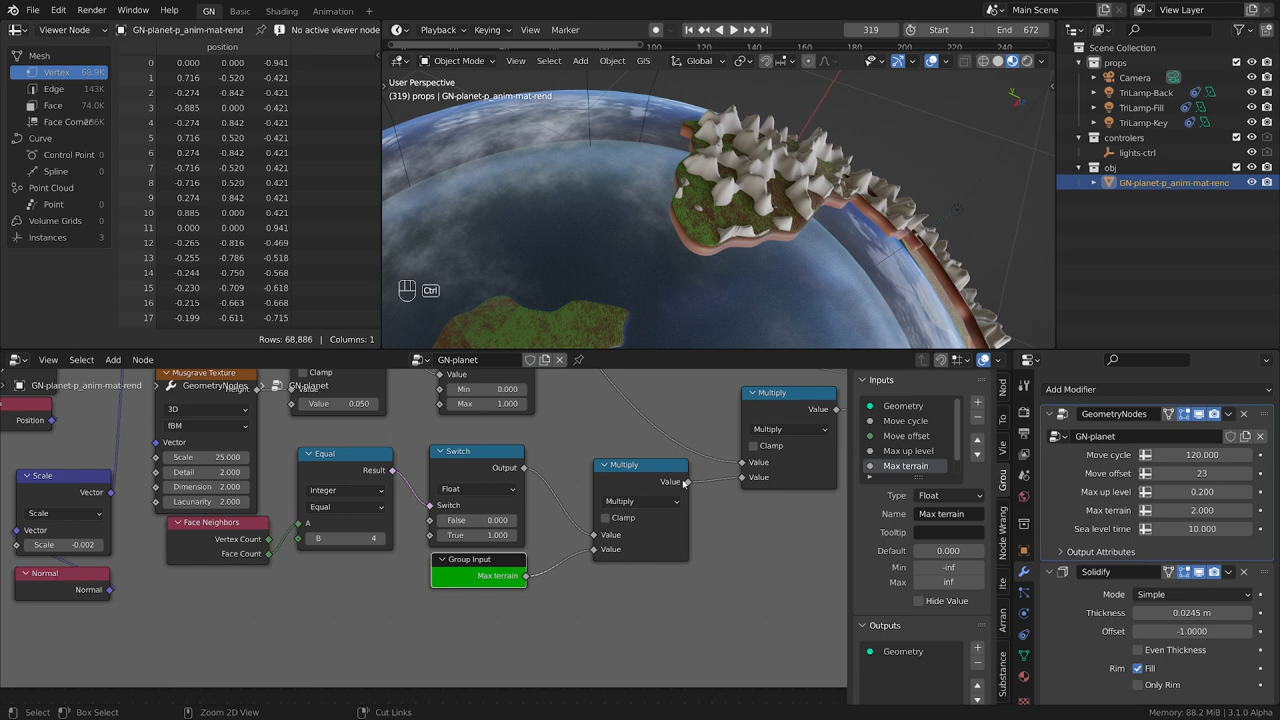 File Edit Render Window Help GN Basic Shading Animation Main Scene View Layer
Viewer Node GN-planet-p_anim-mat-rend No active viewer node
Playback Keying View Marker 319 Start 1 End 672
100 120 140 160 180 200 220 240
Object Mode View Select Add Object GIS Global
Mesh
Vertex 68.9K
Edge 143K
Face 74.0K
Face Corner
Curve
Control Point 0
Spline 0
Point Cloud
Point 0
Volume Grids 0
Instances 3
position
0 0.000 0.000 -0.941
1 0.716 -0.520 0.421
2 -0.274 -0.842 0.421
3 -0.885 0.000 0.421
4 -0.274 0.842 0.421
5 0.716 0.520 0.421
6 0.274 -0.842 0.421
7 -0.716 -0.520 0.421
8 -0.716 0.520 0.421
9 0.274 0.842 0.421
10 0.885 0.000 0.421
11 0.000 0.000 0.941
12 -0.265 -0.816 -0.469
13 -0.255 -0.786 -0.518
14 -0.244 -0.750 -0.568
15 -0.230 -0.709 -0.618
16 -0.215 -0.663 -0.668
17 -0.199 -0.611 -0.715
Rows: 68,886 | Columns: 1
User Perspective
(319) props | GN-planet-p_anim-mat-rend
Ctrl
Scene Collection
props
Camera
TriLamp-Back
TriLamp-Fill
TriLamp-Key
controlers
lights-ctrl
obj
GN-planet-p_anim-mat-rend
View Select Add Node GN-planet
GN-planet-p_anim-mat-rend GeometryNodes GN-planet
Position
Scale
Vector
Scale
Vector
Scale -0.002
Normal
Normal
Musgrave Texture
Height
3D
fBM
Vector
Scale 25.000
Detail 2.000
Dimension 2.000
Lacunarity 2.000
Face Neighbors
Vertex Count
Face Count
Clamp
Value
Value 0.050
Equal
Result
Integer
Equal
A
B 4
Value
Min 0.000
Max 1.000
Switch
Output
Float
Switch
False 0.000
True 1.000
Group Input
Max terrain
Multiply
Value
Multiply
Clamp
Value
Value
Multiply
Value
Multiply
Clamp
Value
Value
Inputs
Geometry
Move cycle
Move offset
Max up level
Max terrain
Type Float
Name Max terrain
Tooltip
Default 0.000
Min -inf
Max inf
Hide Value
Outputs
Geometry
Nod
To
Vie
Grou
Node Wrang
Ite
Arran
Substance
Add Modifier
GeometryNodes
GN-planet
Move cycle 120.000
Move offset 23
Max up level 0.200
Max terrain 2.000
Sea level time 10.000
Output Attributes
Solidify
Mode Simple
Thickness 0.0245 m
Offset -1.0000
Even Thickness
Rim Fill
Only Rim
Select Box Select Zoom 2D View Cut Links Memory: 88.2 MiB | 3.1.0 Alpha